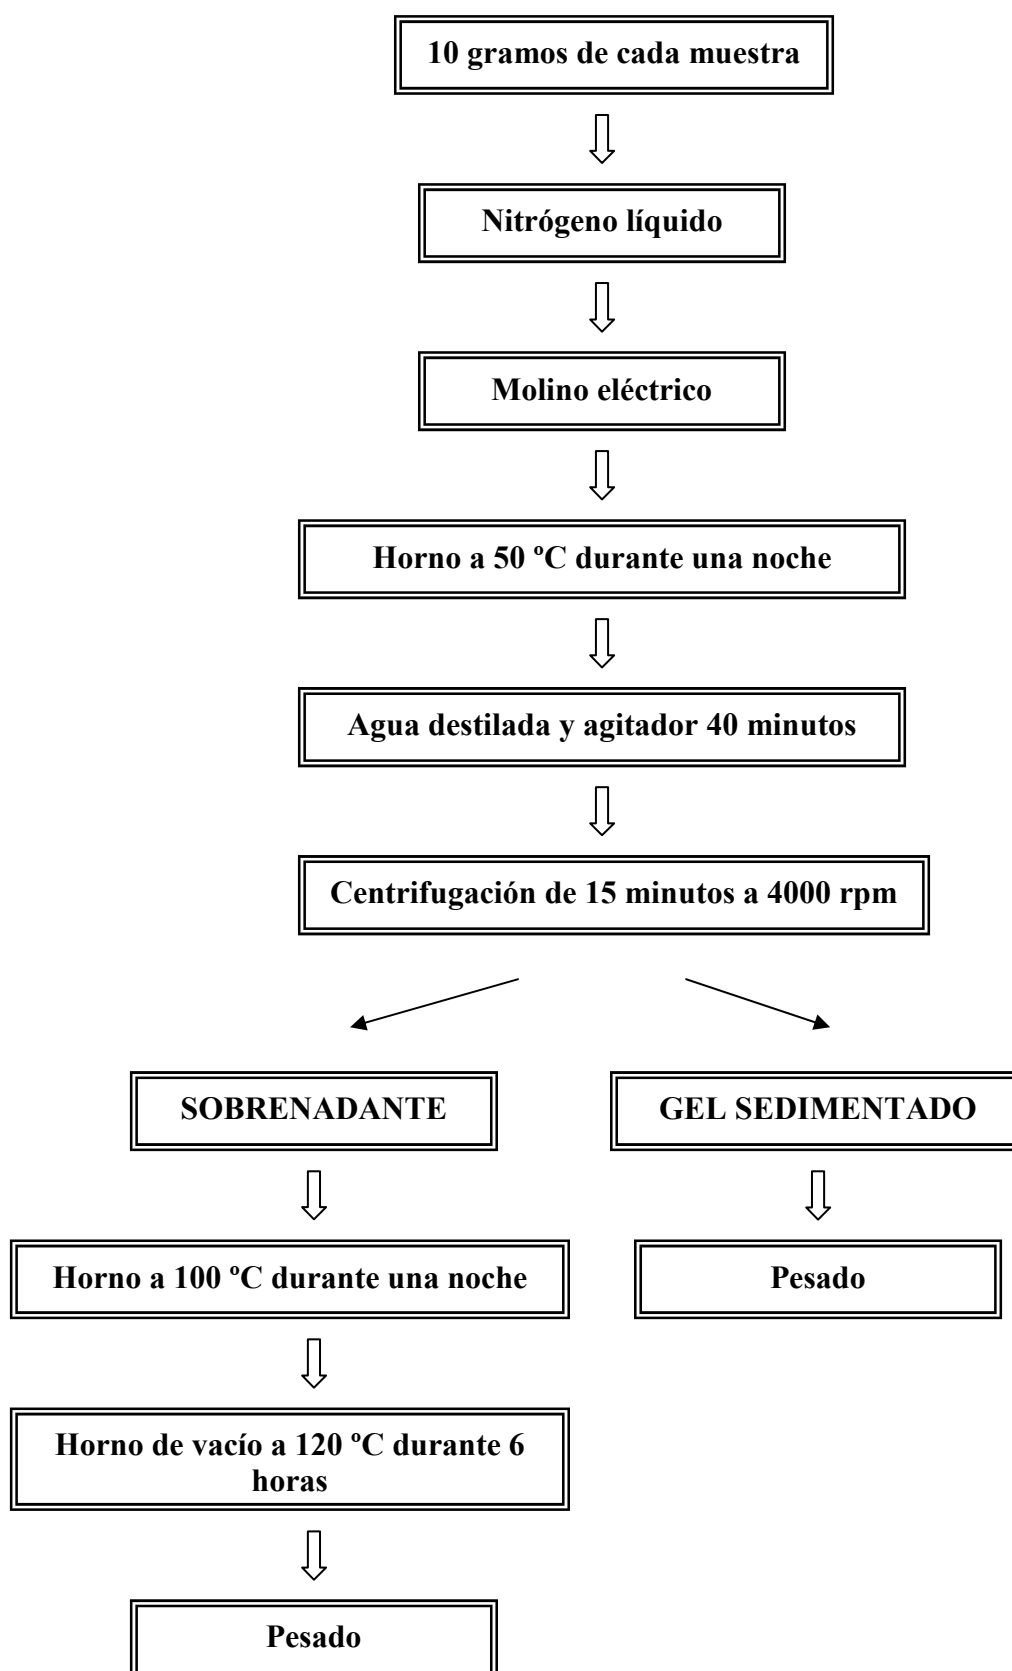 10 gramos de cada muestra
Nitrógeno líquido
Molino eléctrico
Horno a 50 ºC durante una noche
Agua destilada y agitador 40 minutos
Centrifugación de 15 minutos a 4000 rpm
SOBRENADANTE
GEL SEDIMENTADO
Horno a 100 ºC durante una noche
Pesado
Horno de vacío a 120 ºC durante 6
horas
Pesado